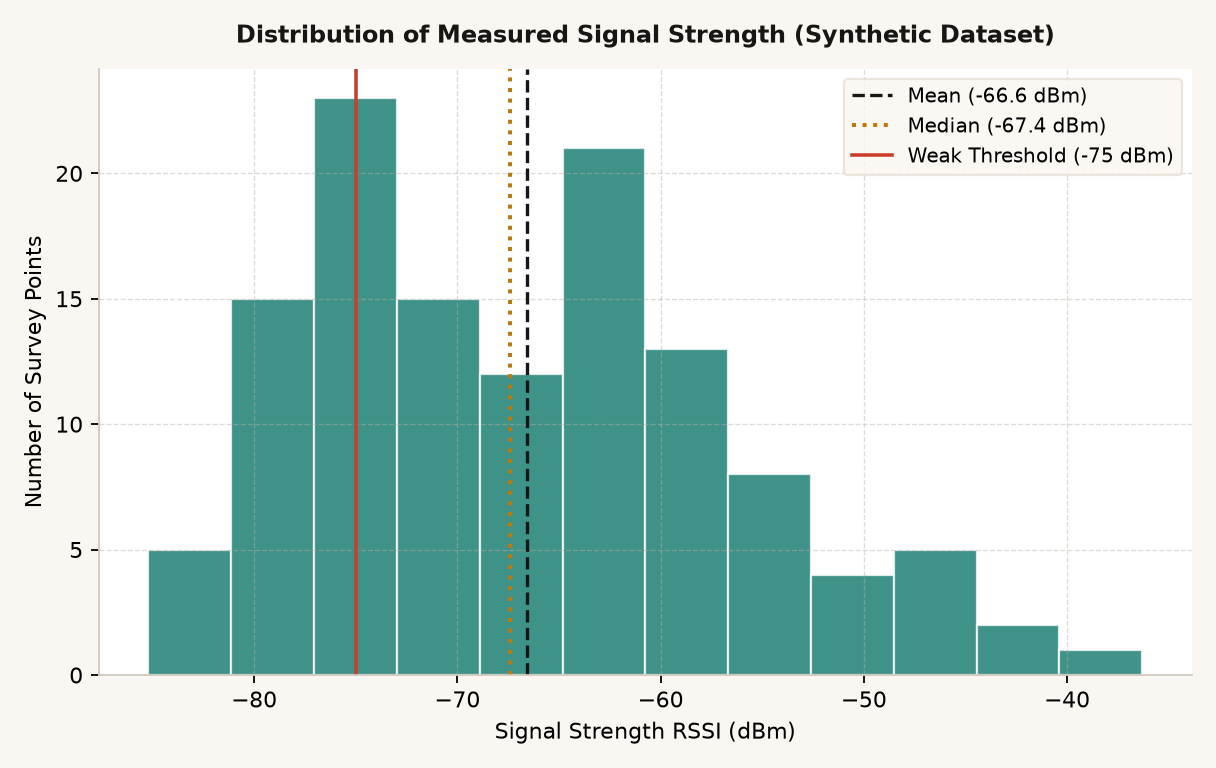 Distribution of Measured Signal Strength (Synthetic Dataset)
Mean (-66.6 dBm)
Median (-67.4 dBm)
Weak Threshold (-75 dBm)
Number of Survey Points
20
15
10
5
0
−80 −70 −60 −50 −40
Signal Strength RSSI (dBm)